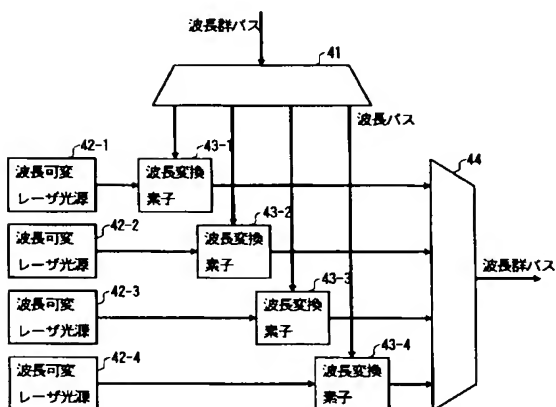 波長群パス
41
波長パス
42-1
43-1
44
波長可変
レーザ光源
波長変換
素子
42-2
43-2
波長可変
レーザ光源
波長変換
素子
波長群パス
42-3
43-3
波長可変
レーザ光源
波長変換
素子
42-4
43-4
波長可変
レーザ光源
波長変換
素子